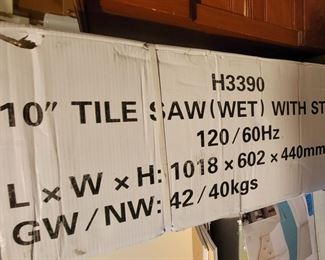 H3390
10" TILE SAW(WET) WITH ST
120/60Hz
L × W × H: 1018 × 602 × 440mm
GW/NW: 42/40kgs